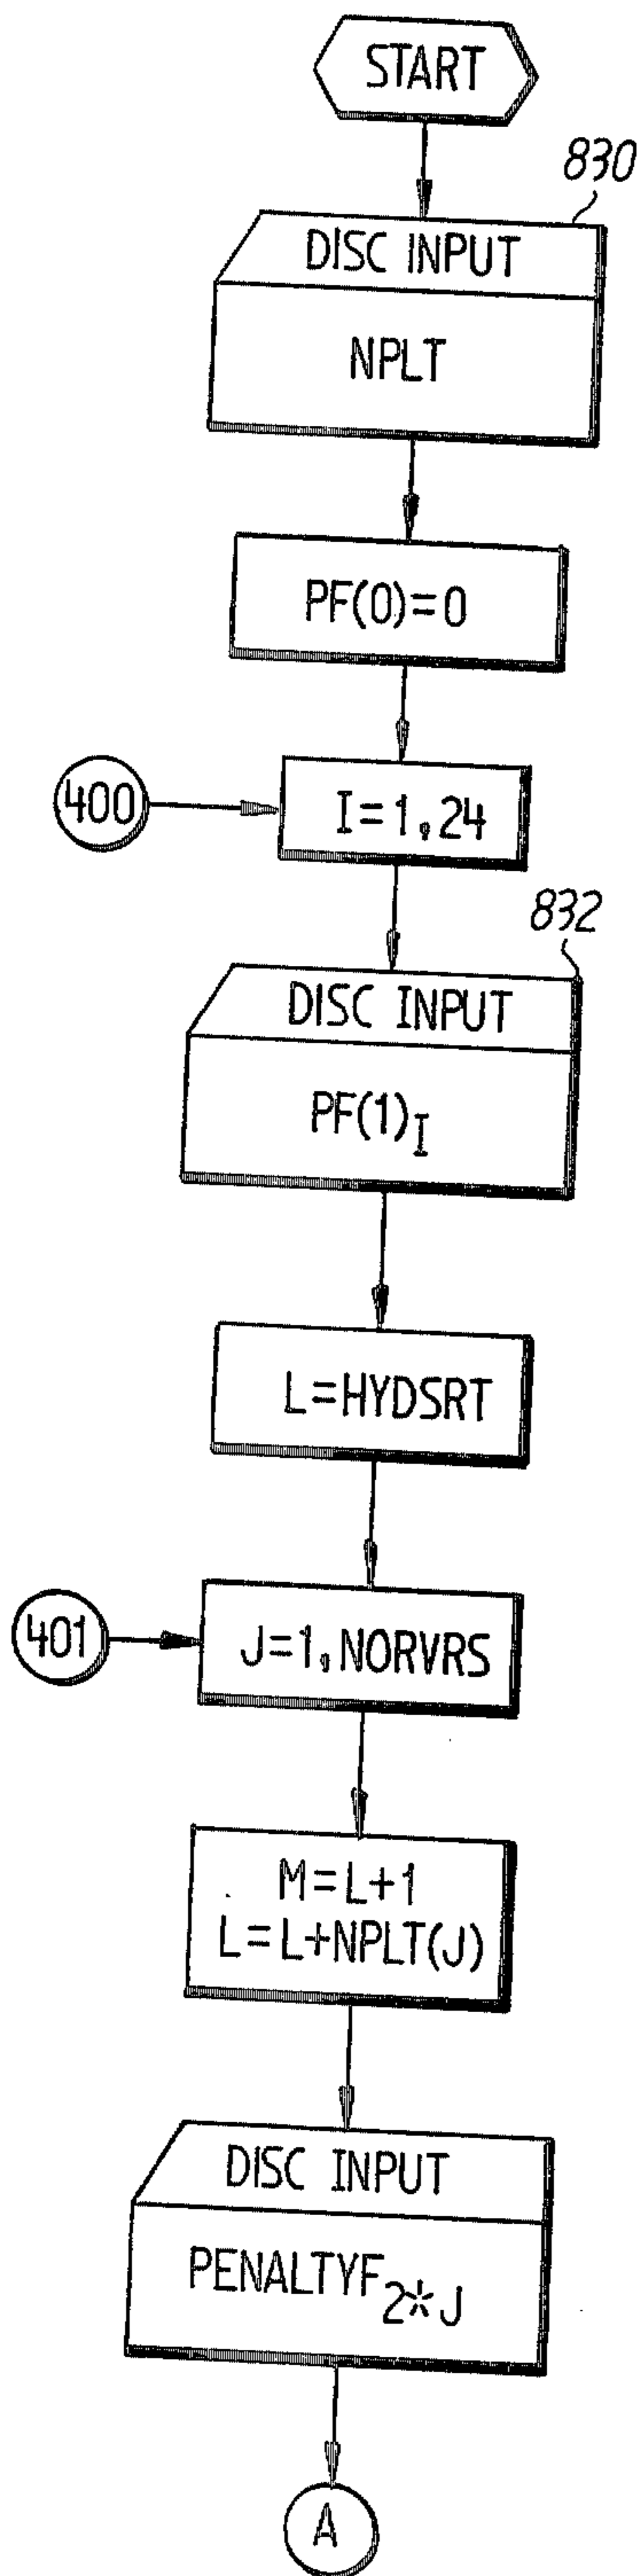 START
830
DISC INPUT
NPLT
PF(0)=0
400
I=1,24
832
DISC INPUT
PF(1)I
L=HYDSRT
401
J=1,NORVRS
M=L+1
L=L+NPLT(J)
DISC INPUT
PENALTYF2*J
A